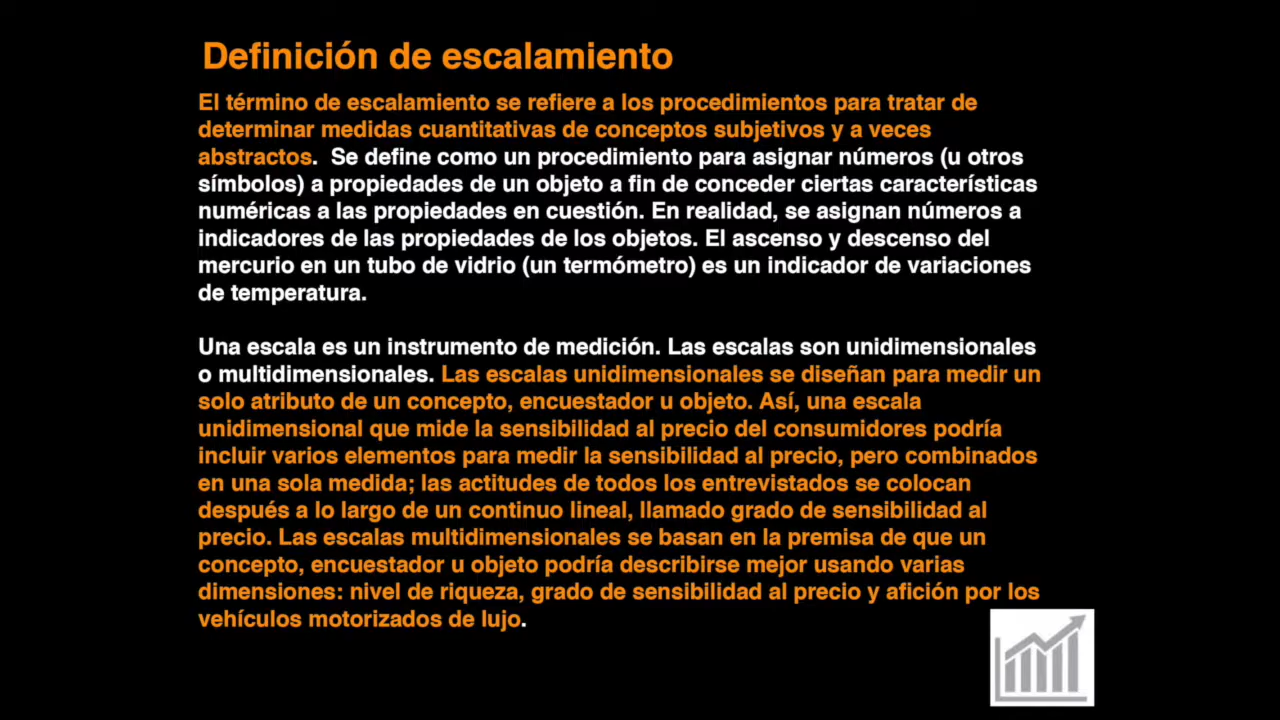 Definición de escalamiento
El término de escalamiento se refiere a los procedimientos para tratar de
determinar medidas cuantitativas de conceptos subjetivos y a veces
abstractos.  Se define como un procedimiento para asignar números (u otros
símbolos) a propiedades de un objeto a fin de conceder ciertas características
numéricas a las propiedades en cuestión. En realidad, se asignan números a
indicadores de las propiedades de los objetos. El ascenso y descenso del
mercurio en un tubo de vidrio (un termómetro) es un indicador de variaciones
de temperatura.
Una escala es un instrumento de medición. Las escalas son unidimensionales
o multidimensionales. Las escalas unidimensionales se diseñan para medir un
solo atributo de un concepto, encuestador u objeto. Así, una escala
unidimensional que mide la sensibilidad al precio del consumidores podría
incluir varios elementos para medir la sensibilidad al precio, pero combinados
en una sola medida; las actitudes de todos los entrevistados se colocan
después a lo largo de un continuo lineal, llamado grado de sensibilidad al
precio. Las escalas multidimensionales se basan en la premisa de que un
concepto, encuestador u objeto podría describirse mejor usando varias
dimensiones: nivel de riqueza, grado de sensibilidad al precio y afición por los
vehículos motorizados de lujo.